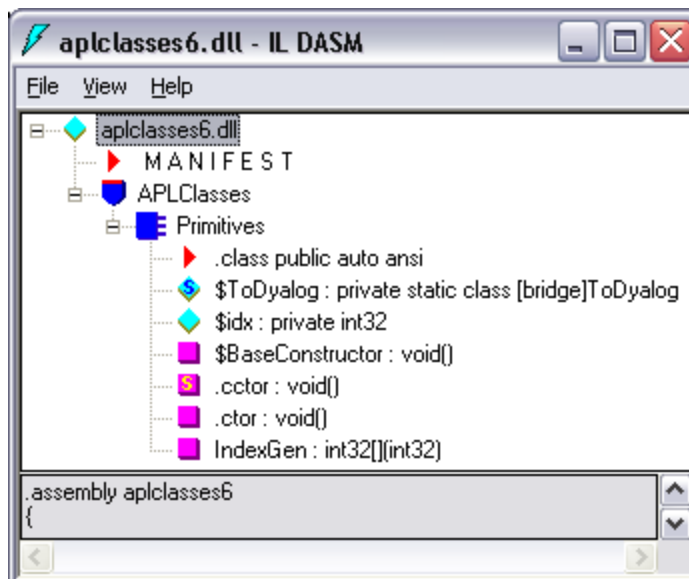 aplclasses6.dll - IL DASM
File View Help
aplclasses6.dll
M A N I F E S T
APLClasses
Primitives
.class public auto ansi
$ToDyalog : private static class [bridge]ToDyalog
$idx : private int32
$BaseConstructor : void()
.cctor : void()
.ctor : void()
IndexGen : int32[](int32)
.assembly aplclasses6
{